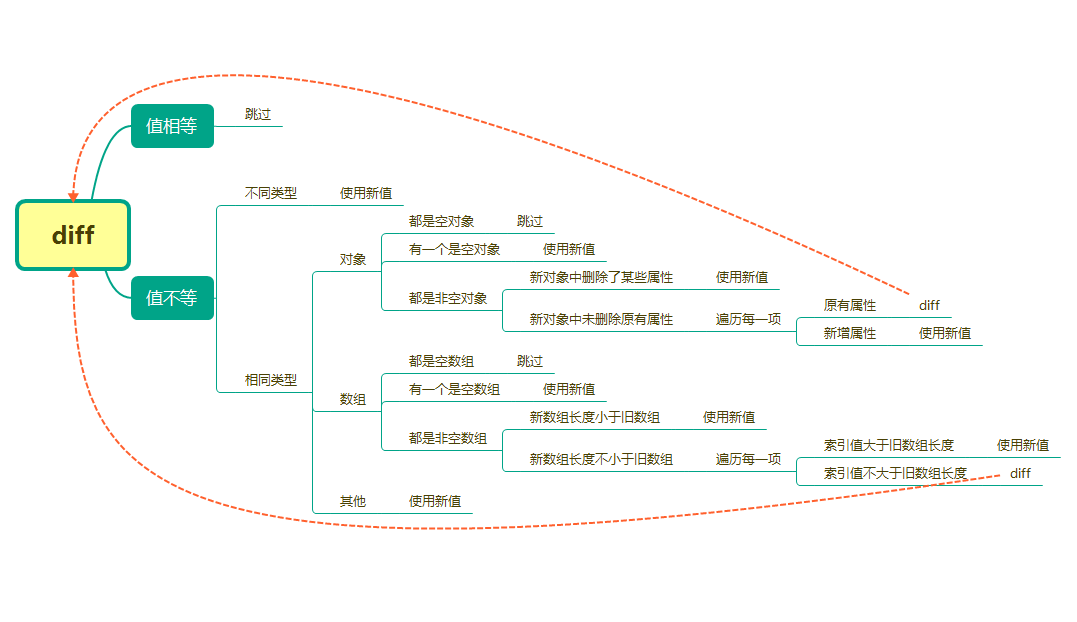 diff
值相等
跳过
值不等
不同类型 使用新值
相同类型
对象
都是空对象 跳过
有一个是空对象 使用新值
都是非空对象
新对象中删除了某些属性 使用新值
新对象中未删除原有属性 遍历每一项
原有属性 diff
新增属性 使用新值
数组
都是空数组 跳过
有一个是空数组 使用新值
都是非空数组
新数组长度小于旧数组 使用新值
新数组长度不小于旧数组 遍历每一项
索引值大于旧数组长度 使用新值
索引值不大于旧数组长度 diff
其他 使用新值